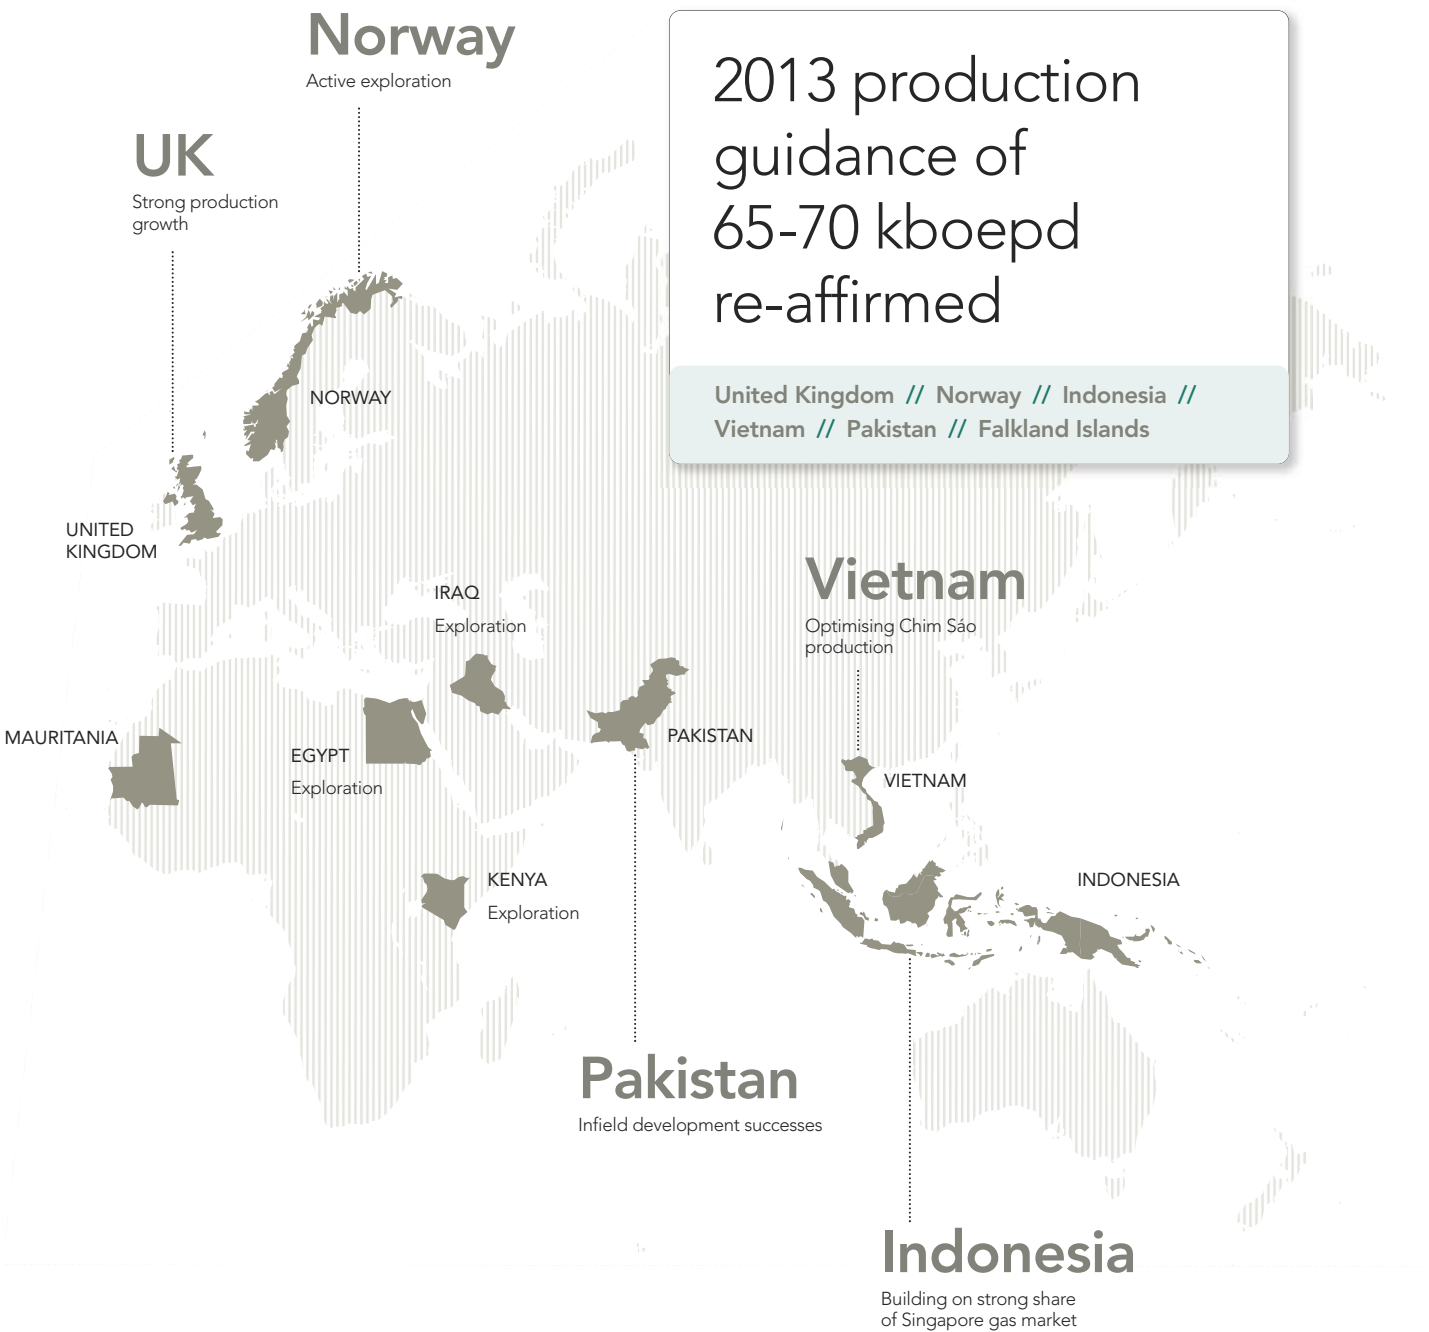 Norway
Active exploration
UK
Strong production
growth
2013 production
guidance of
65-70 kboepd
re-affirmed
United Kingdom // Norway // Indonesia //
Vietnam // Pakistan // Falkland Islands
NORWAY
UNITED
KINGDOM
IRAQ
Exploration
Vietnam
Optimising Chim Sáo
production
MAURITANIA
EGYPT
Exploration
PAKISTAN
VIETNAM
KENYA
Exploration
INDONESIA
Pakistan
Infield development successes
Indonesia
Building on strong share
of Singapore gas market